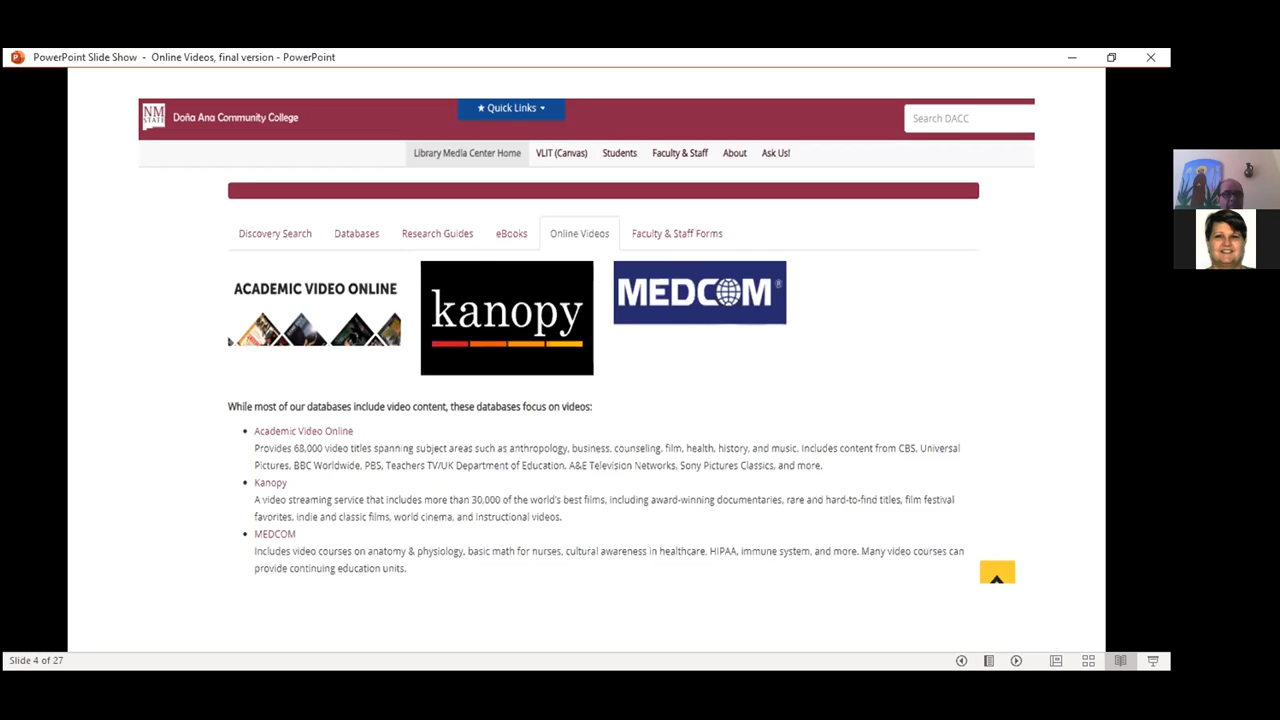 PowerPoint Slide Show - Online Videos, final version - PowerPoint
NM
STATE
Doña Ana Community College
★ Quick Links
Search DACC
Library Media Center Home
VLIT (Canvas)
Students
Faculty & Staff
About
Ask Us!
Discovery Search
Databases
Research Guides
eBooks
Online Videos
Faculty & Staff Forms
ACADEMIC VIDEO ONLINE
kanopy
MEDCOM®
While most of our databases include video content, these databases focus on videos:
• Academic Video Online
Provides 68,000 video titles spanning subject areas such as anthropology, business, counseling, film, health, history, and music. Includes content from CBS, Universal
Pictures, BBC Worldwide, PBS, Teachers TV/UK Department of Education, A&E Television Networks, Sony Pictures Classics, and more.
• Kanopy
A video streaming service that includes more than 30,000 of the world's best films, including award-winning documentaries, rare and hard-to-find titles, film festival
favorites, indie and classic films, world cinema, and instructional videos.
• MEDCOM
Includes video courses on anatomy & physiology, basic math for nurses, cultural awareness in healthcare, HIPAA, immune system, and more. Many video courses can
provide continuing education units.
Slide 4 of 27